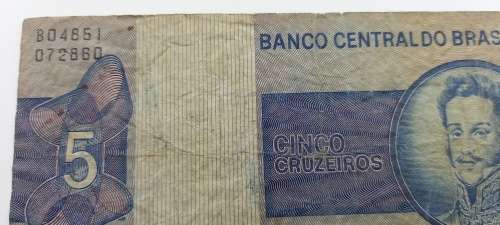 B04851
072860
BANCO CENTRAL DO BRAS
5
CINCO
CRUZEIROS